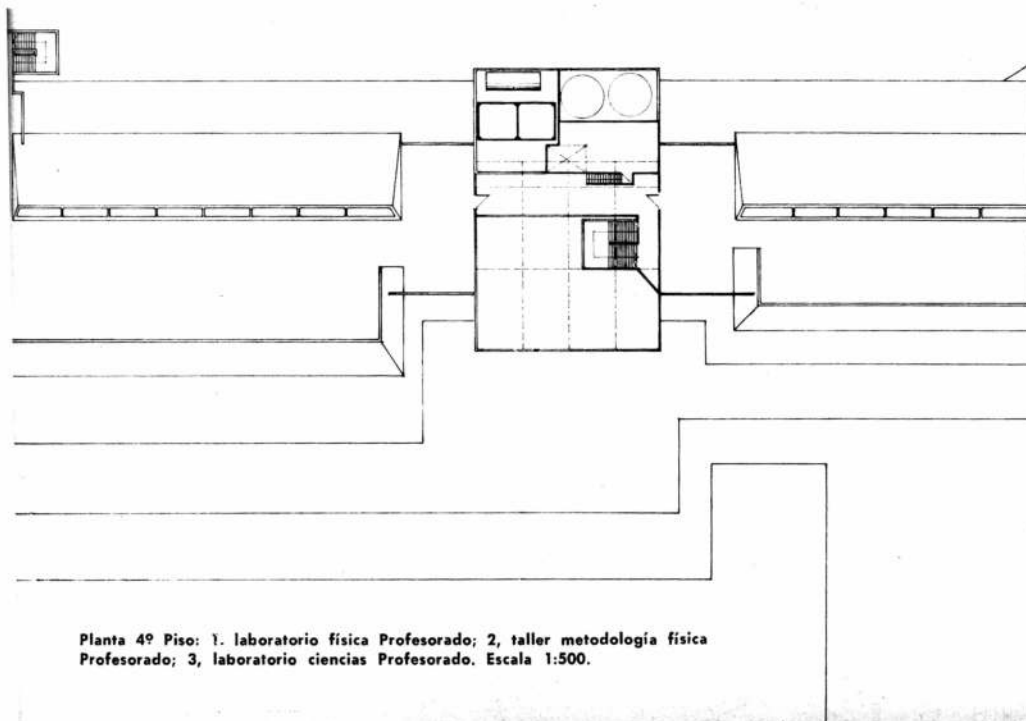 Planta 4º Piso: 1. laboratorio física Profesorado; 2, taller metodología física
Profesorado; 3, laboratorio ciencias Profesorado. Escala 1:500.